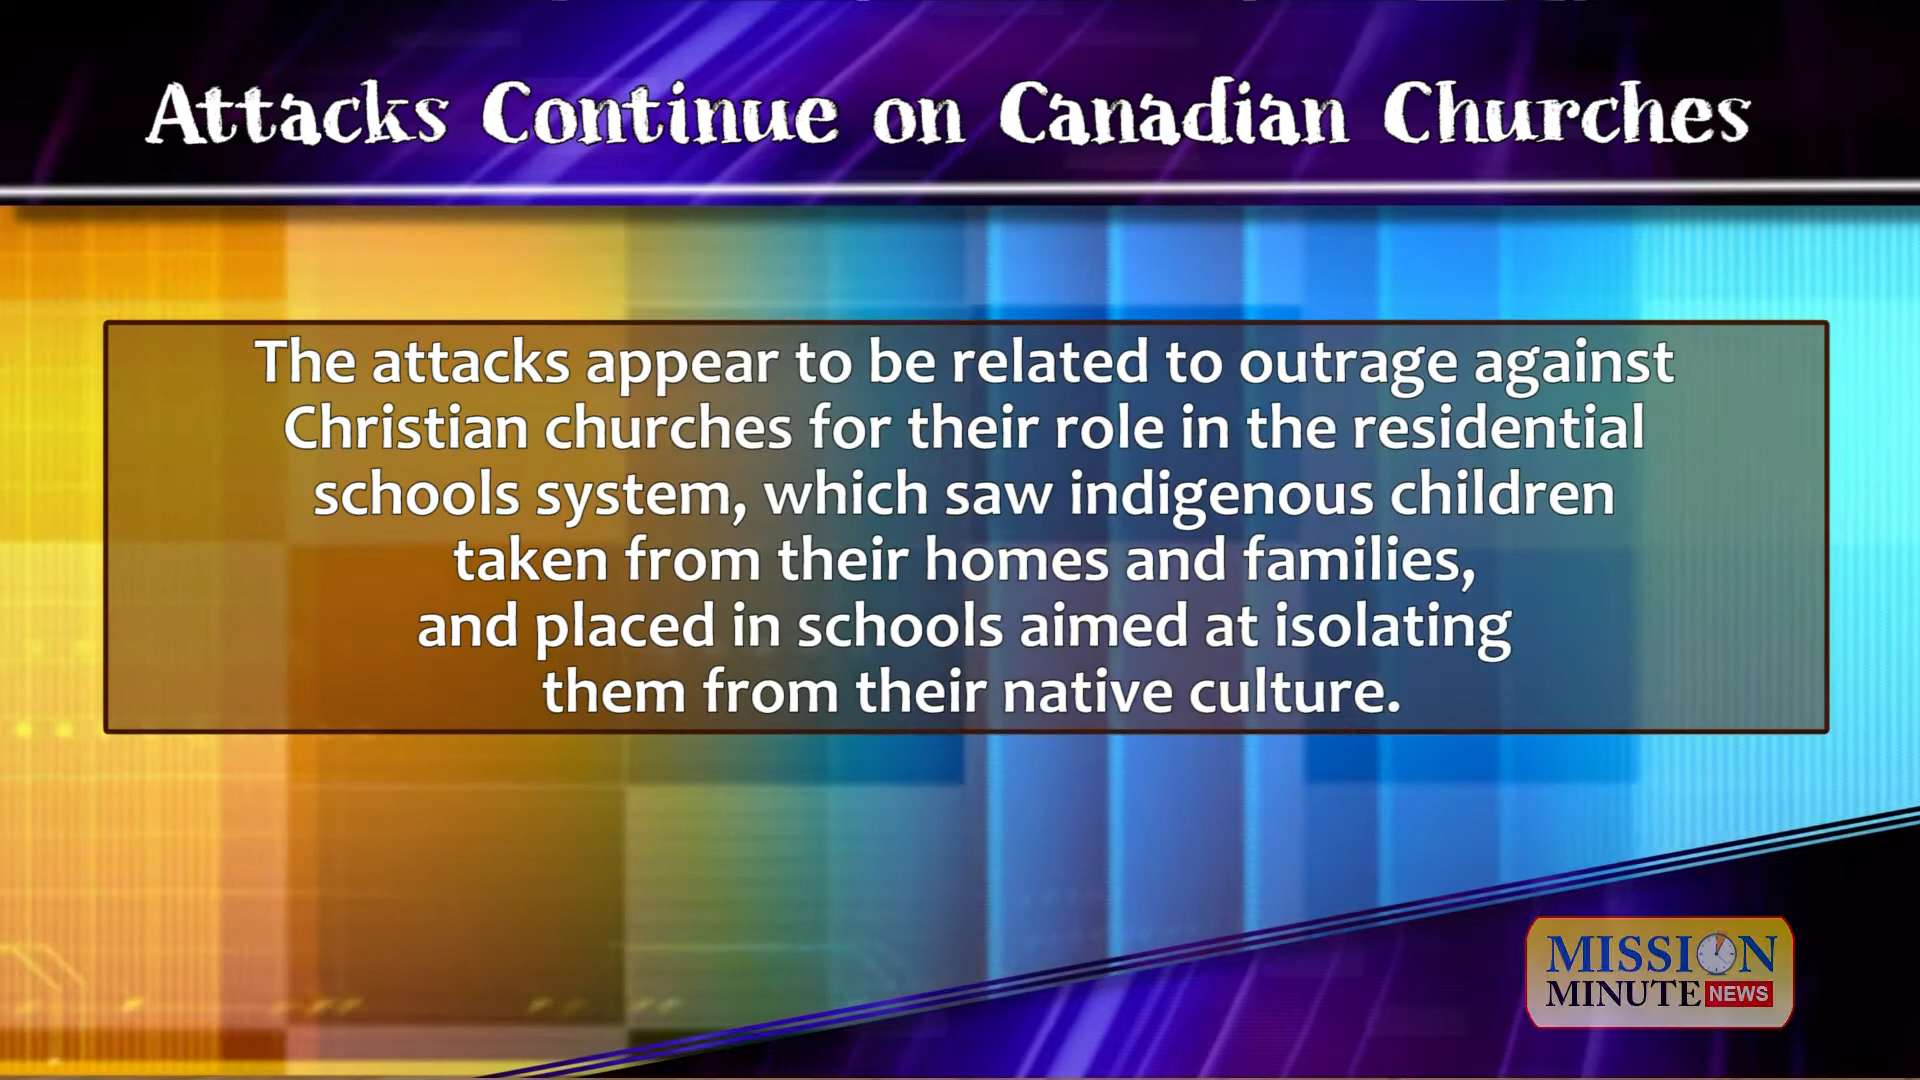 Attacks Continue on Canadian Churches
The attacks appear to be related to outrage against
Christian churches for their role in the residential
schools system, which saw indigenous children
taken from their homes and families,
and placed in schools aimed at isolating
them from their native culture.
MISSION
MINUTE NEWS